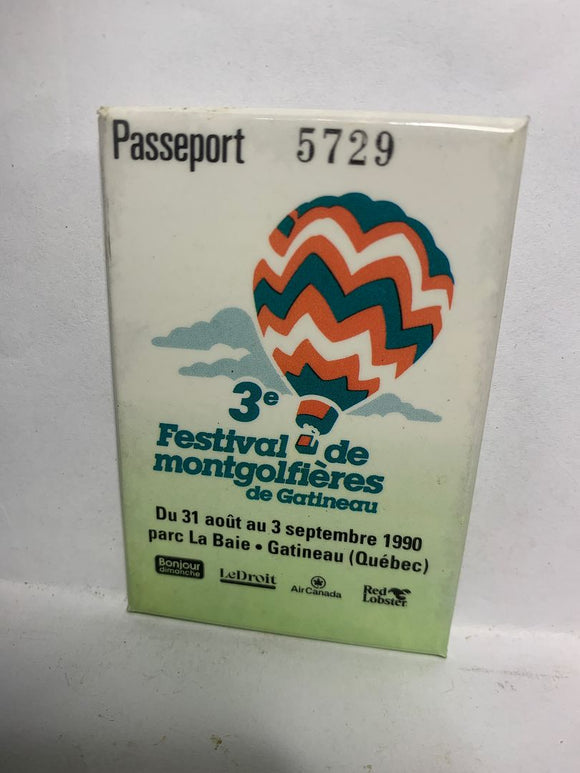 Passeport 5729
3e
Festival de
montgolfières
de Gatineau
Du 31 août au 3 septembre 1990
parc La Baie • Gatineau (Québec)
Bonjour
dimanche
LeDroit
Air Canada
Red
Lobster